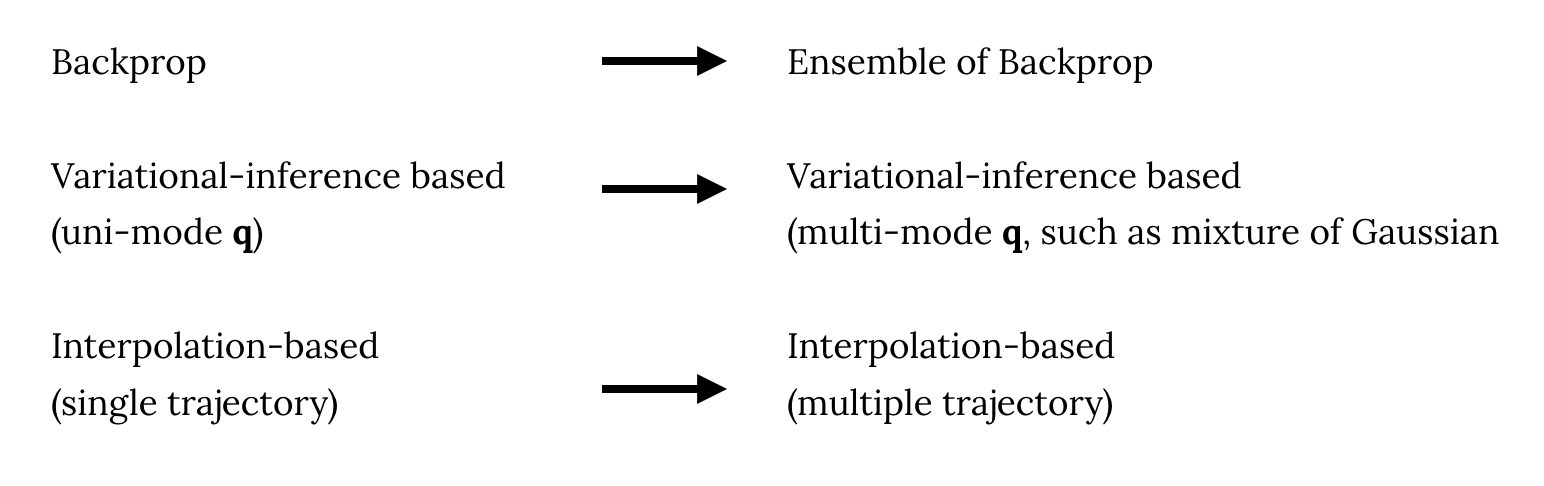 Backprop
Ensemble of Backprop
Variational-inference based
(uni-mode q)
Variational-inference based
(multi-mode q, such as mixture of Gaussian
Interpolation-based
(single trajectory)
Interpolation-based
(multiple trajectory)